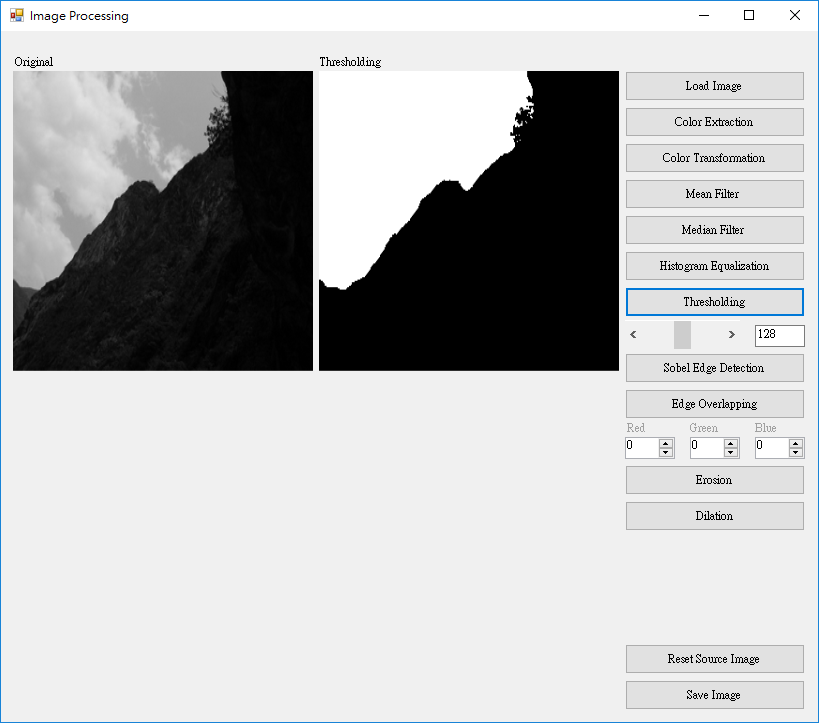 Image Processing
Original
Thresholding
Load Image
Color Extraction
Color Transformation
Mean Filter
Median Filter
Histogram Equalization
Thresholding
128
Sobel Edge Detection
Edge Overlapping
Red Green Blue
0 0 0
Erosion
Dilation
Reset Source Image
Save Image